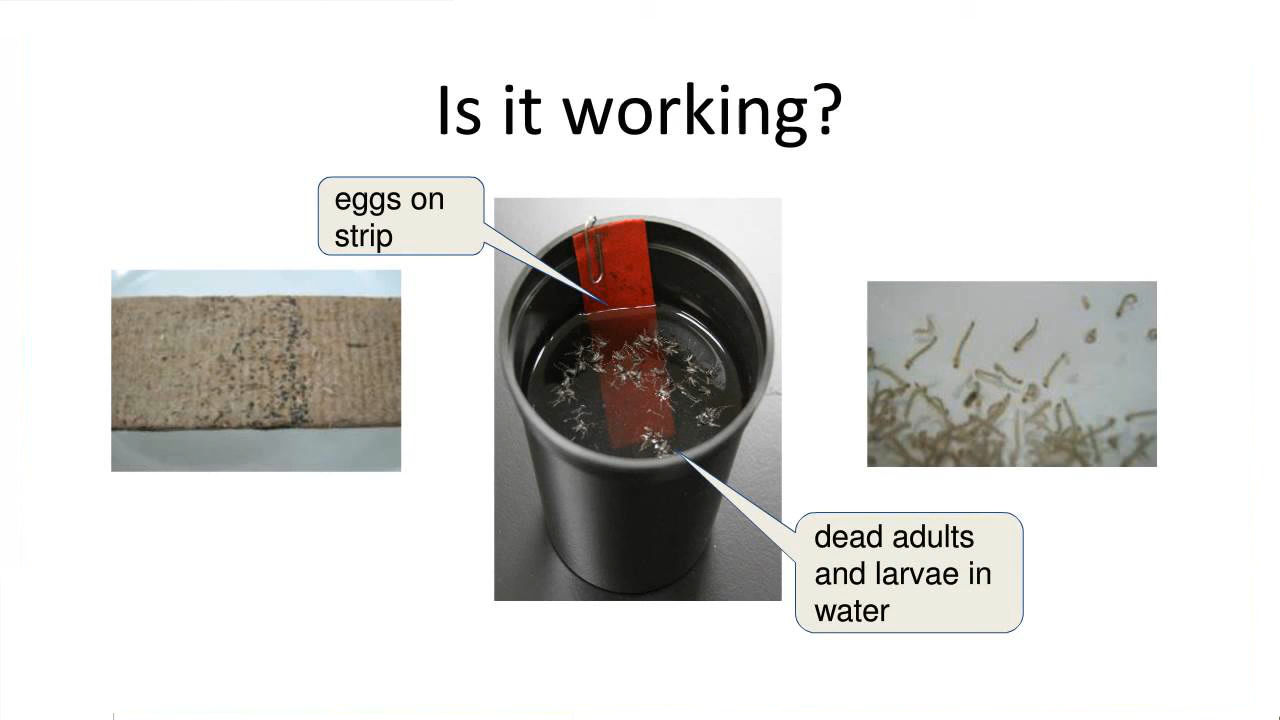 Is it working?
eggs on
strip
dead adults
and larvae in
water